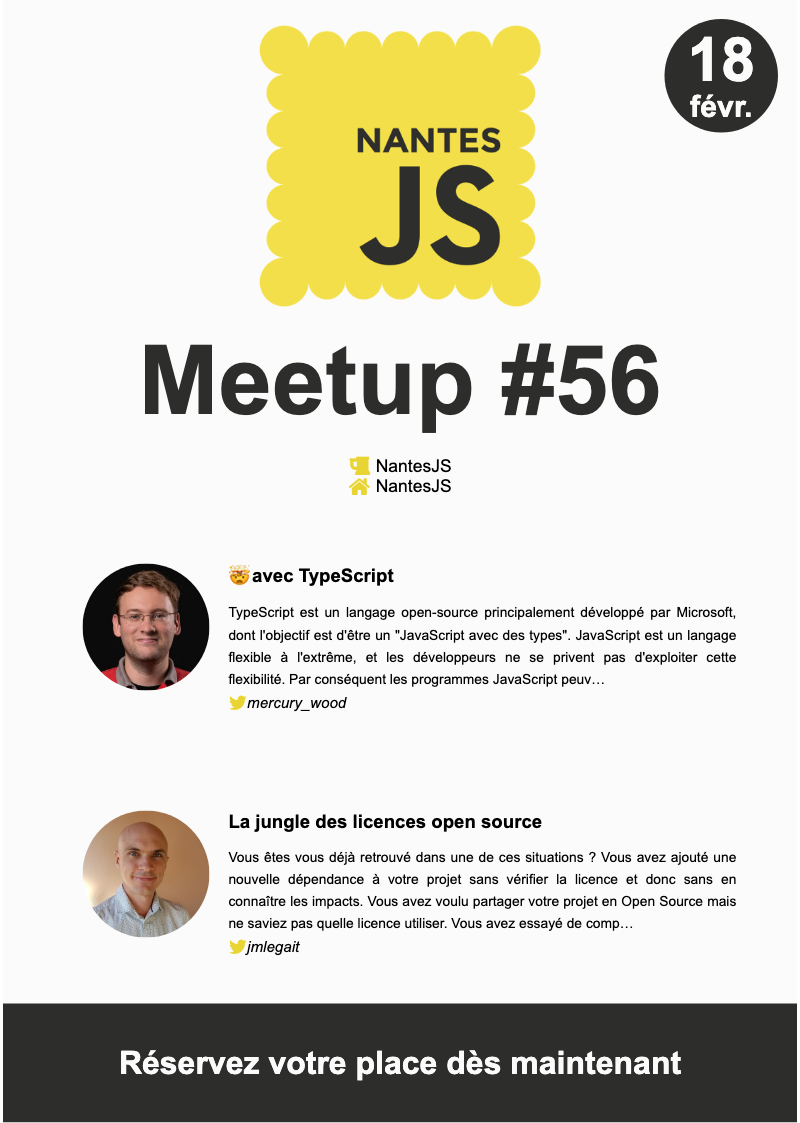 18
févr.
NANTES
JS
Meetup #56
NantesJS
NantesJS
🤯avec TypeScript
TypeScript est un langage open-source principalement développé par Microsoft,
dont l'objectif est d'être un "JavaScript avec des types". JavaScript est un langage
flexible à l'extrême, et les développeurs ne se privent pas d'exploiter cette
flexibilité. Par conséquent les programmes JavaScript peuv…
mercury_wood
La jungle des licences open source
Vous êtes vous déjà retrouvé dans une de ces situations ? Vous avez ajouté une
nouvelle dépendance à votre projet sans vérifier la licence et donc sans en
connaître les impacts. Vous avez voulu partager votre projet en Open Source mais
ne saviez pas quelle licence utiliser. Vous avez essayé de comp…
jmlegait
Réservez votre place dès maintenant